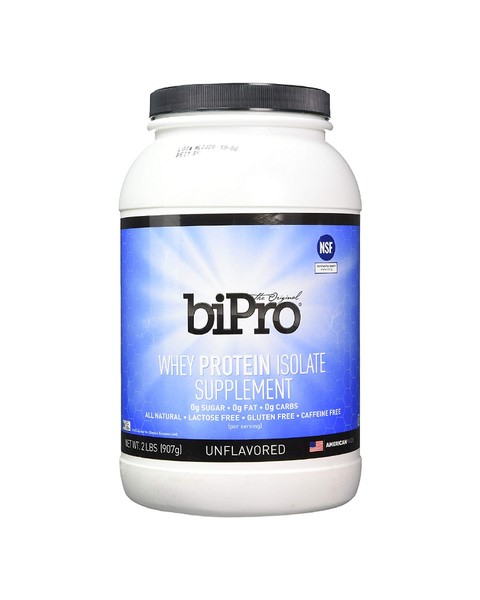 NSF
the Original
biPro
WHEY PROTEIN ISOLATE
SUPPLEMENT
0g SUGAR • 0g FAT • 0g CARBS
ALL NATURAL • LACTOSE FREE • GLUTEN FREE • CAFFEINE FREE
(per serving)
NET WT. 2 LBS (907g)
UNFLAVORED
AMERICAN